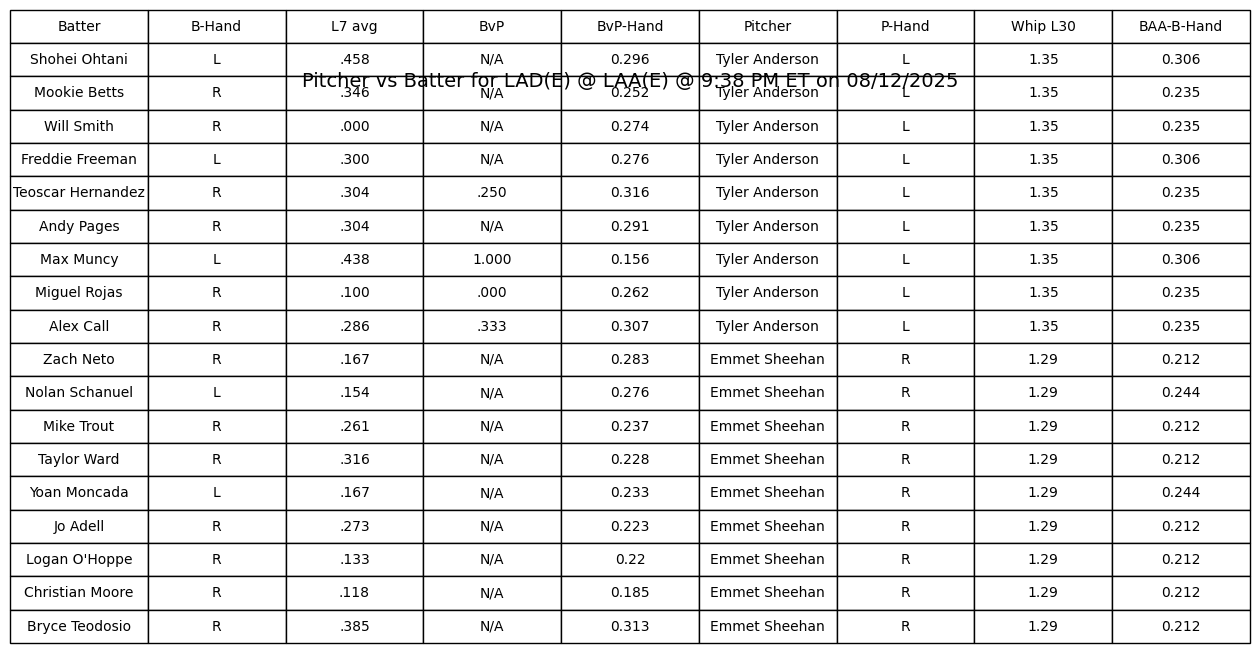 Batter B-Hand L7 avg BvP BvP-Hand Pitcher P-Hand Whip L30 BAA-B-Hand
Shohei Ohtani L .458 N/A 0.296 Tyler Anderson L 1.35 0.306
Pitcher vs Batter for LAD(E) @ LAA(E) @ 9:38 PM ET on 08/12/2025
Mookie Betts R .346 N/A 0.252 Tyler Anderson L 1.35 0.235
Will Smith R .000 N/A 0.274 Tyler Anderson L 1.35 0.235
Freddie Freeman L .300 N/A 0.276 Tyler Anderson L 1.35 0.306
Teoscar Hernandez R .304 .250 0.316 Tyler Anderson L 1.35 0.235
Andy Pages R .304 N/A 0.291 Tyler Anderson L 1.35 0.235
Max Muncy L .438 1.000 0.156 Tyler Anderson L 1.35 0.306
Miguel Rojas R .100 .000 0.262 Tyler Anderson L 1.35 0.235
Alex Call R .286 .333 0.307 Tyler Anderson L 1.35 0.235
Zach Neto R .167 N/A 0.283 Emmet Sheehan R 1.29 0.212
Nolan Schanuel L .154 N/A 0.276 Emmet Sheehan R 1.29 0.244
Mike Trout R .261 N/A 0.237 Emmet Sheehan R 1.29 0.212
Taylor Ward R .316 N/A 0.228 Emmet Sheehan R 1.29 0.212
Yoan Moncada L .167 N/A 0.233 Emmet Sheehan R 1.29 0.244
Jo Adell R .273 N/A 0.223 Emmet Sheehan R 1.29 0.212
Logan O'Hoppe R .133 N/A 0.22 Emmet Sheehan R 1.29 0.212
Christian Moore R .118 N/A 0.185 Emmet Sheehan R 1.29 0.212
Bryce Teodosio R .385 N/A 0.313 Emmet Sheehan R 1.29 0.212